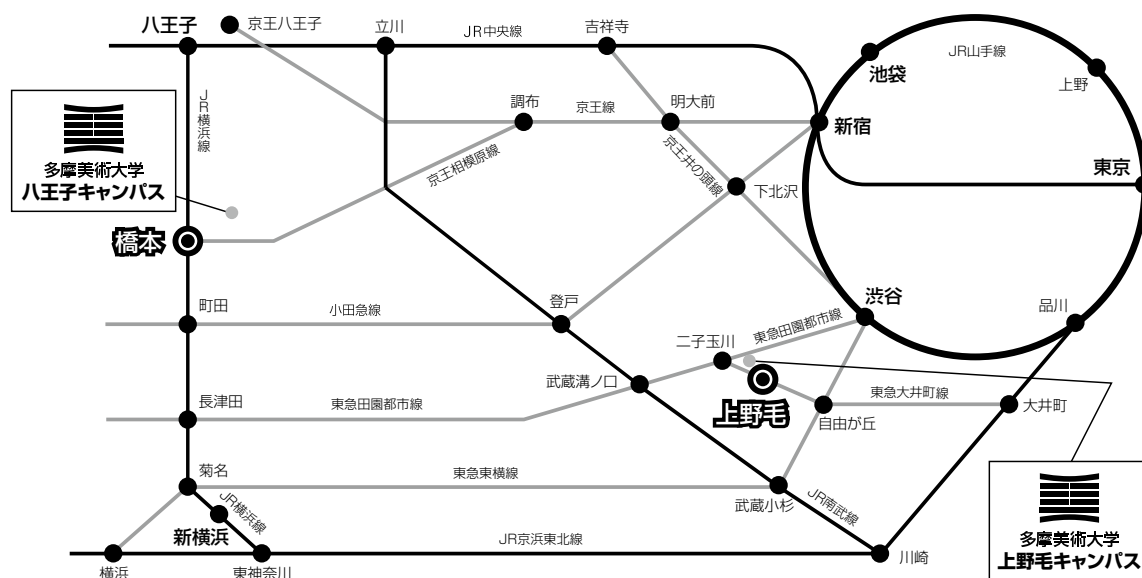 八王子
京王八王子
立川
JR中央線
吉祥寺
JR山手線
池袋
上野
JR横浜線
調布
京王線
明大前
新宿
多摩美術大学
八王子キャンパス
京王相模原線
京王井の頭線
下北沢
東京
橋本
町田
小田急線
登戸
渋谷
品川
二子玉川
東急田園都市線
武蔵溝ノ口
上野毛
長津田
東急田園都市線
自由が丘
東急大井町線
大井町
菊名
東急東横線
武蔵小杉
JR南武線
JR横浜線
新横浜
横浜
東神奈川
JR京浜東北線
川崎
多摩美術大学
上野毛キャンパス